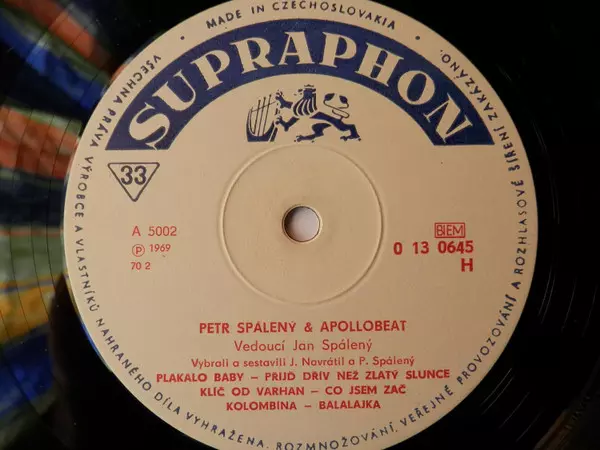 MADE IN CZECHOSLOVAKIA
SUPRAPHON
33
A 5002
Ⓟ 1969
70 2
BIEM
0 13 0645
H
PETR SPÁLENÝ & APOLLOBEAT
Vedoucí Jan Spálený
Vybrali a sestavili J. Navrátil a P. Spálený
PLAKALO BABY – PŘIJĎ DŘÍV NEŽ ZLATÝ SLUNCE
KLÍČ OD VARHAN – CO JSEM ZAČ
KOLOMBÍNA – BALALAJKA
VŠECHNA PRÁVA VÝROBCE A VLASTNÍKŮ NAHRANÉHO DÍLA VYHRAŽENA. ROZMNOŽOVÁNÍ, VEŘEJNÉ PROVOZOVÁNÍ A ROZHLASOVÉ ŠÍŘENÍ ZAKÁZÁNO.